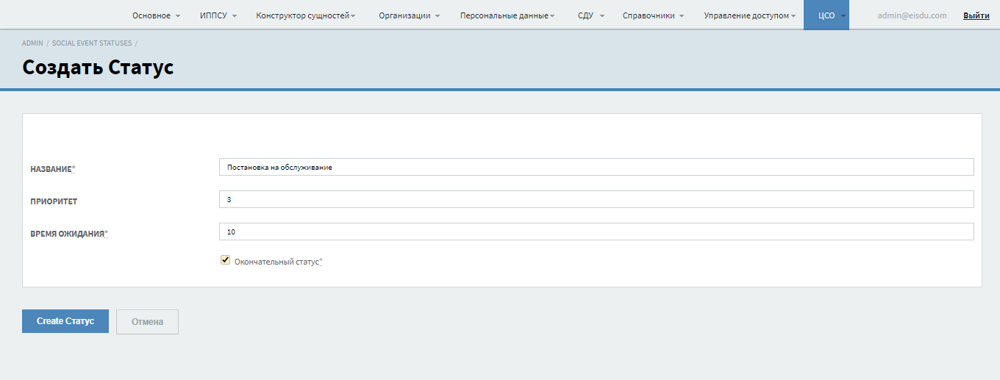 Основное ИППСУ Конструктор сущностей Организации Персональные данные СДУ Справочники Управление доступом ЦСО admin@eisdu.com Выйти
ADMIN / SOCIAL EVENT STATUSES /
Создать Статус
НАЗВАНИЕ* Постановка на обслуживание
ПРИОРИТЕТ 3
ВРЕМЯ ОЖИДАНИЯ* 10
Окончательный статус*
Create Статус Отмена